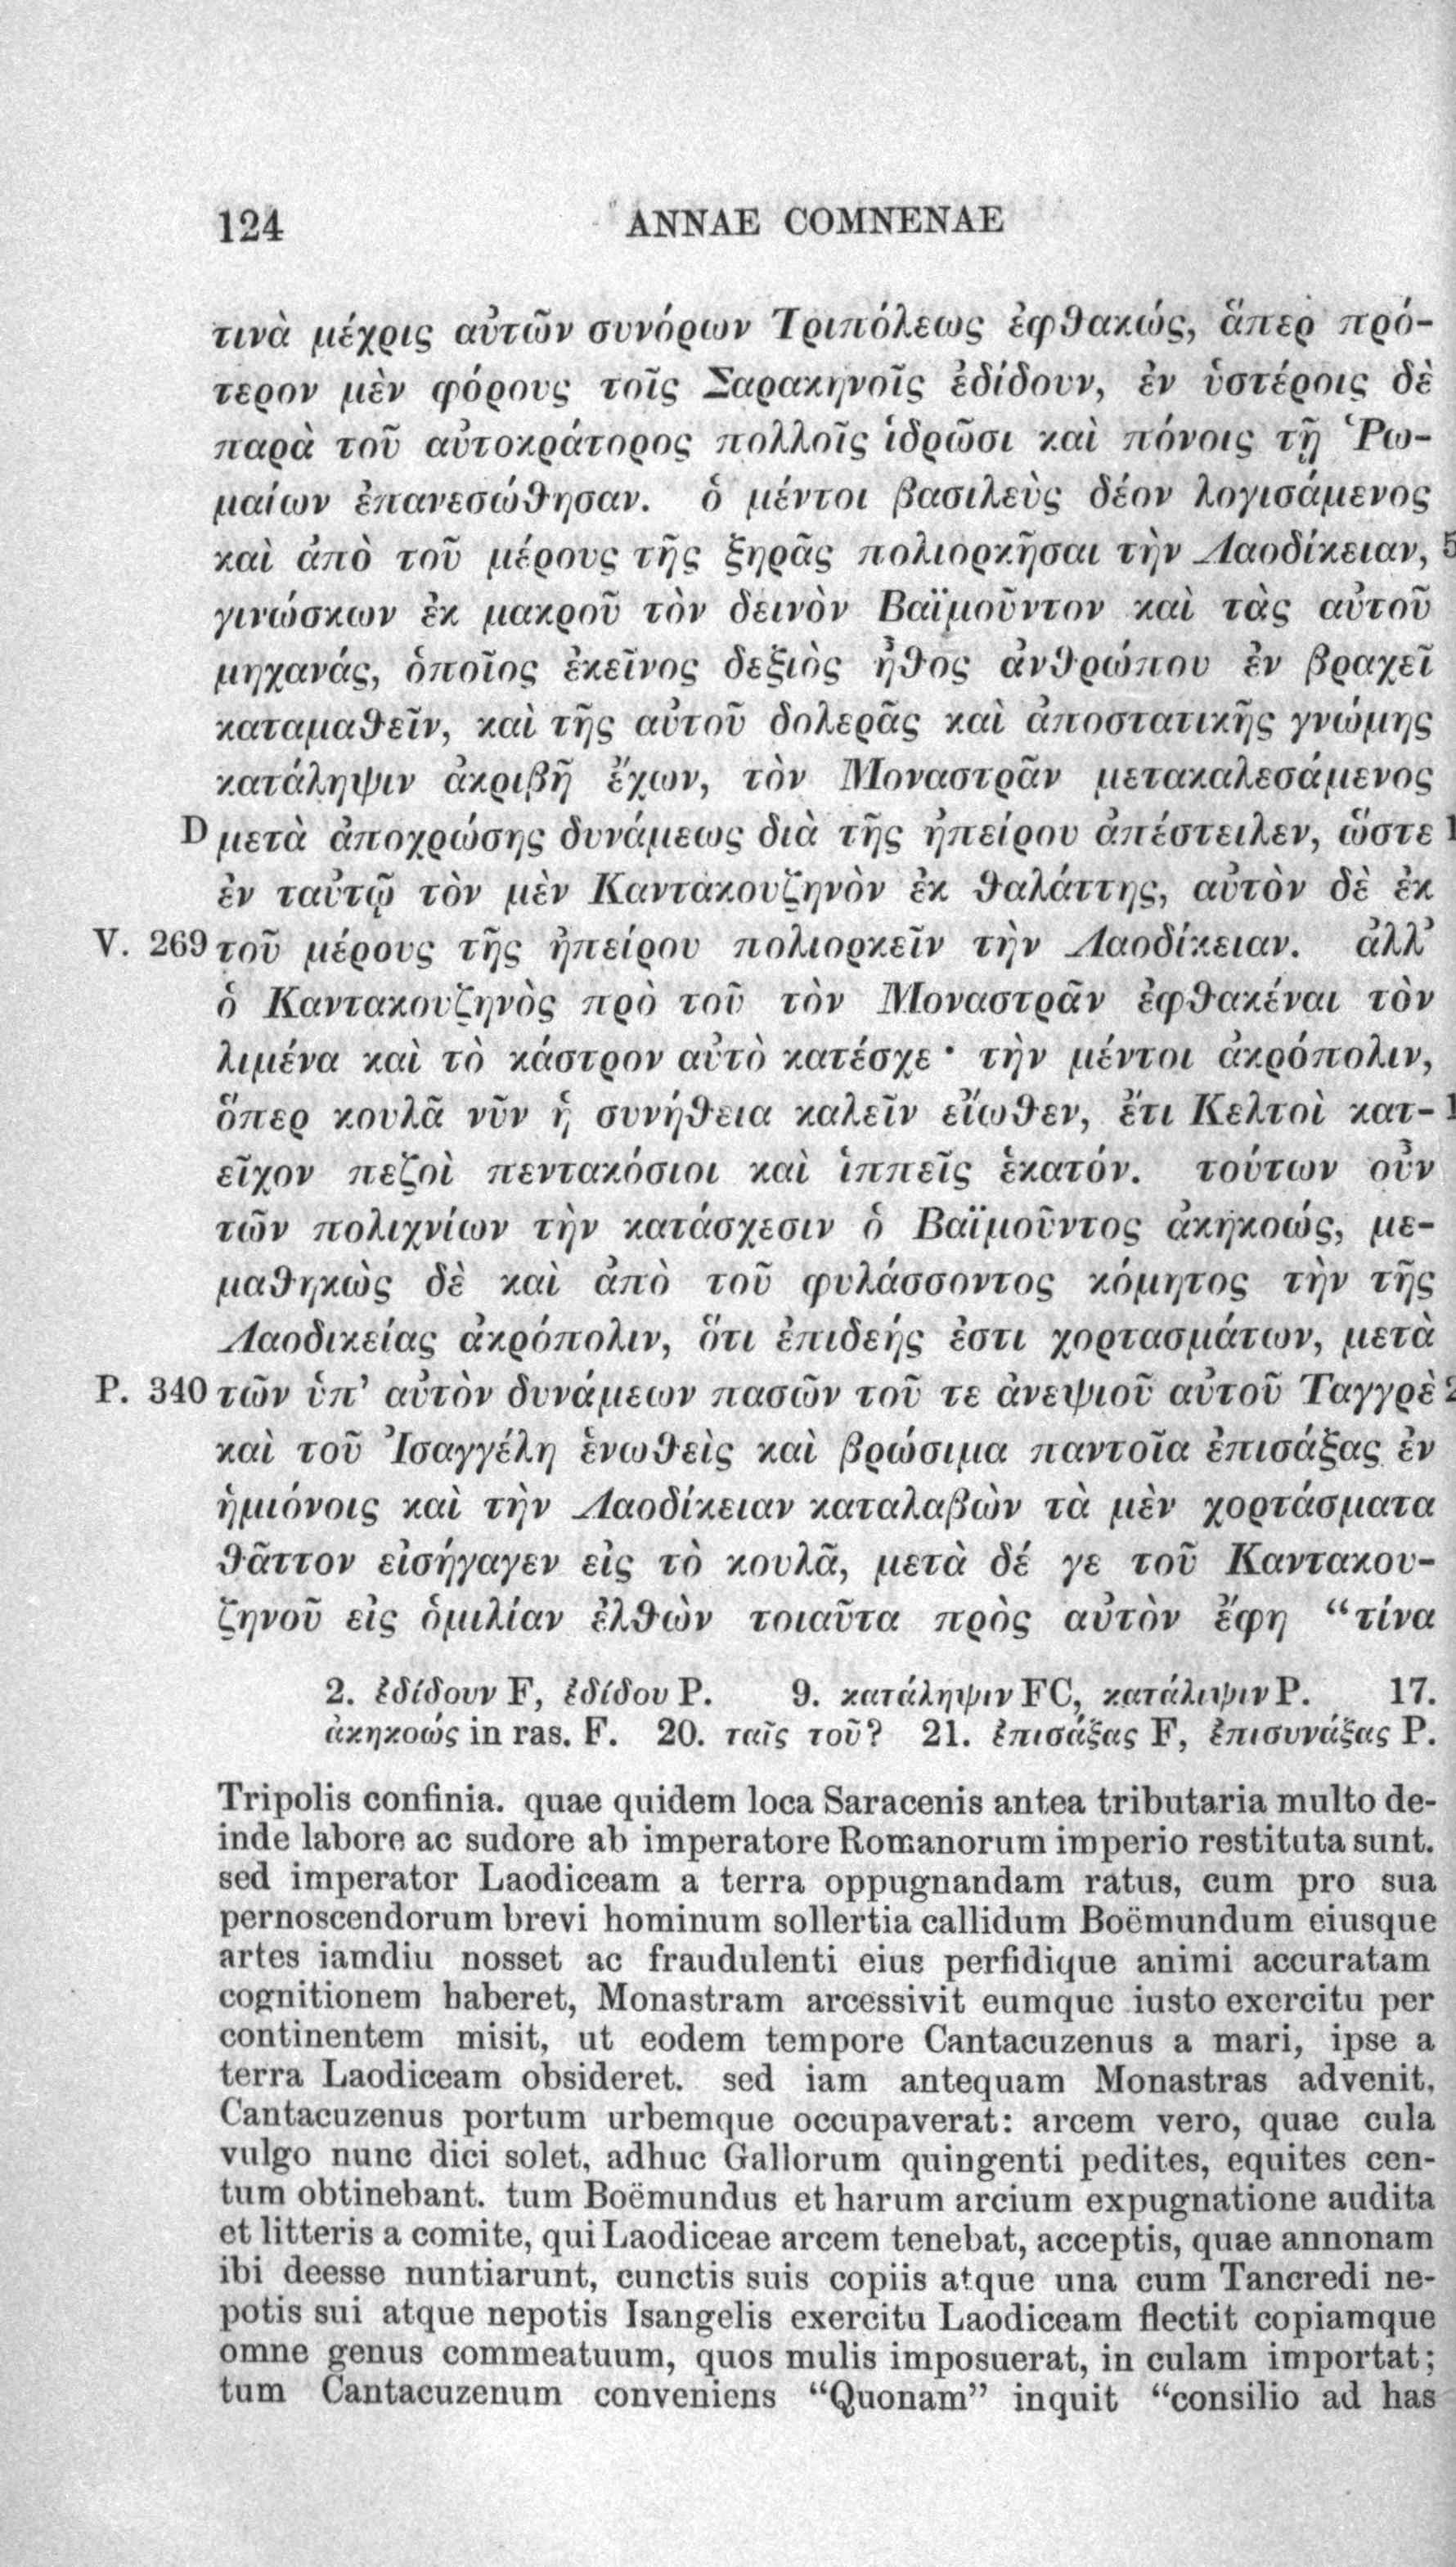 124 ANNAE COMNENAE
τινὰ μέχρις αὐτῶν συνόρων Τριπόλεως ἐφθακώς, ἅπερ πρό-
τερον μὲν φόρους τοῖς Σαρακηνοῖς ἐδίδουν, ἐν ὑστέροις δὲ
παρὰ τοῦ αὐτοκράτορος πολλοῖς ἱδρῶσι καὶ πόνοις τῇ Ῥω-
μαίων ἐπανεσώθησαν. ὁ μέντοι βασιλεὺς δέον λογισάμενος
καὶ ἀπὸ τοῦ μέρους τῆς ξηρᾶς πολιορκῆσαι τὴν Λαοδίκειαν, 5
γινώσκων ἐκ μακροῦ τὸν δεινὸν Βαϊμοῦντον καὶ τὰς αὐτοῦ
μηχανάς, ὁποῖος ἐκεῖνος δεξιὸς ἦθος ἀνθρώπου ἐν βραχεῖ
καταμαθεῖν, καὶ τῆς αὐτοῦ δολερᾶς καὶ ἀποστατικῆς γνώμης
κατάληψιν ἀκριβῆ ἔχων, τὸν Μοναστρᾶν μετακαλεσάμενος
D μετὰ ἀποχρώσης δυνάμεως διὰ τῆς ἠπείρου ἀπέστειλεν, ὥστε 1
ἐν ταὐτῷ τὸν μὲν Καντακουζηνὸν ἐκ θαλάττης, αὐτὸν δὲ ἐκ
V. 269 τοῦ μέρους τῆς ἠπείρου πολιορκεῖν τὴν Λαοδίκειαν. ἀλλ᾽
ὁ Καντακουζηνὸς πρὸ τοῦ τὸν Μοναστρᾶν ἐφθακέναι τὸν
λιμένα καὶ τὸ κάστρον αὐτὸ κατέσχε· τὴν μέντοι ἀκρόπολιν,
ὅπερ κουλᾶ νῦν ἡ συνήθεια καλεῖν εἴωθεν, ἔτι Κελτοὶ κατ- 1
εῖχον πεζοὶ πεντακόσιοι καὶ ἱππεῖς ἑκατόν. τούτων οὖν
τῶν πολιχνίων τὴν κατάσχεσιν ὁ Βαϊμοῦντος ἀκηκοώς, με-
μαθηκὼς δὲ καὶ ἀπὸ τοῦ φυλάσσοντος κόμητος τὴν τῆς
Λαοδικείας ἀκρόπολιν, ὅτι ἐπιδεής ἐστι χορτασμάτων, μετὰ
P. 340 τῶν ὑπ᾽ αὐτὸν δυνάμεων πασῶν τοῦ τε ἀνεψιοῦ αὐτοῦ Ταγγρὲ 2
καὶ τοῦ Ἰσαγγέλη ἑνωθεὶς καὶ βρώσιμα παντοῖα ἐπισάξας ἐν
ἡμιόνοις καὶ τὴν Λαοδίκειαν καταλαβὼν τὰ μὲν χορτάσματα
θᾶττον εἰσήγαγεν εἰς τὸ κουλᾶ, μετὰ δέ γε τοῦ Καντακου-
ζηνοῦ εἰς ὁμιλίαν ἐλθὼν τοιαῦτα πρὸς αὐτὸν ἔφη “τίνα
2. ἐδίδουν F, ἐδίδου P. 9. κατάληψιν FC, κατάλιψιν P. 17.
ἀκηκοώς in ras. F. 20. ταῖς τοῦ? 21. ἐπισάξας F, ἐπισυνάξας P.
Tripolis confinia. quae quidem loca Saracenis antea tributaria multo de-
inde labore ac sudore ab imperatore Romanorum imperio restituta sunt.
sed imperator Laodiceam a terra oppugnandam ratus, cum pro sua
pernoscendorum brevi hominum sollertia callidum Boëmundum eiusque
artes iamdiu nosset ac fraudulenti eius perfidique animi accuratam
cognitionem haberet, Monastram arcessivit eumque iusto exercitu per
continentem misit, ut eodem tempore Cantacuzenus a mari, ipse a
terra Laodiceam obsideret. sed iam antequam Monastras advenit,
Cantacuzenus portum urbemque occupaverat: arcem vero, quae cula
vulgo nunc dici solet, adhuc Gallorum quingenti pedites, equites cen-
tum obtinebant. tum Boëmundus et harum arcium expugnatione audita
et litteris a comite, qui Laodiceae arcem tenebat, acceptis, quae annonam
ibi deesse nuntiarunt, cunctis suis copiis atque una cum Tancredi ne-
potis sui atque nepotis Isangelis exercitu Laodiceam flectit copiamque
omne genus commeatuum, quos mulis imposuerat, in culam importat;
tum Cantacuzenum conveniens “Quonam” inquit “consilio ad has